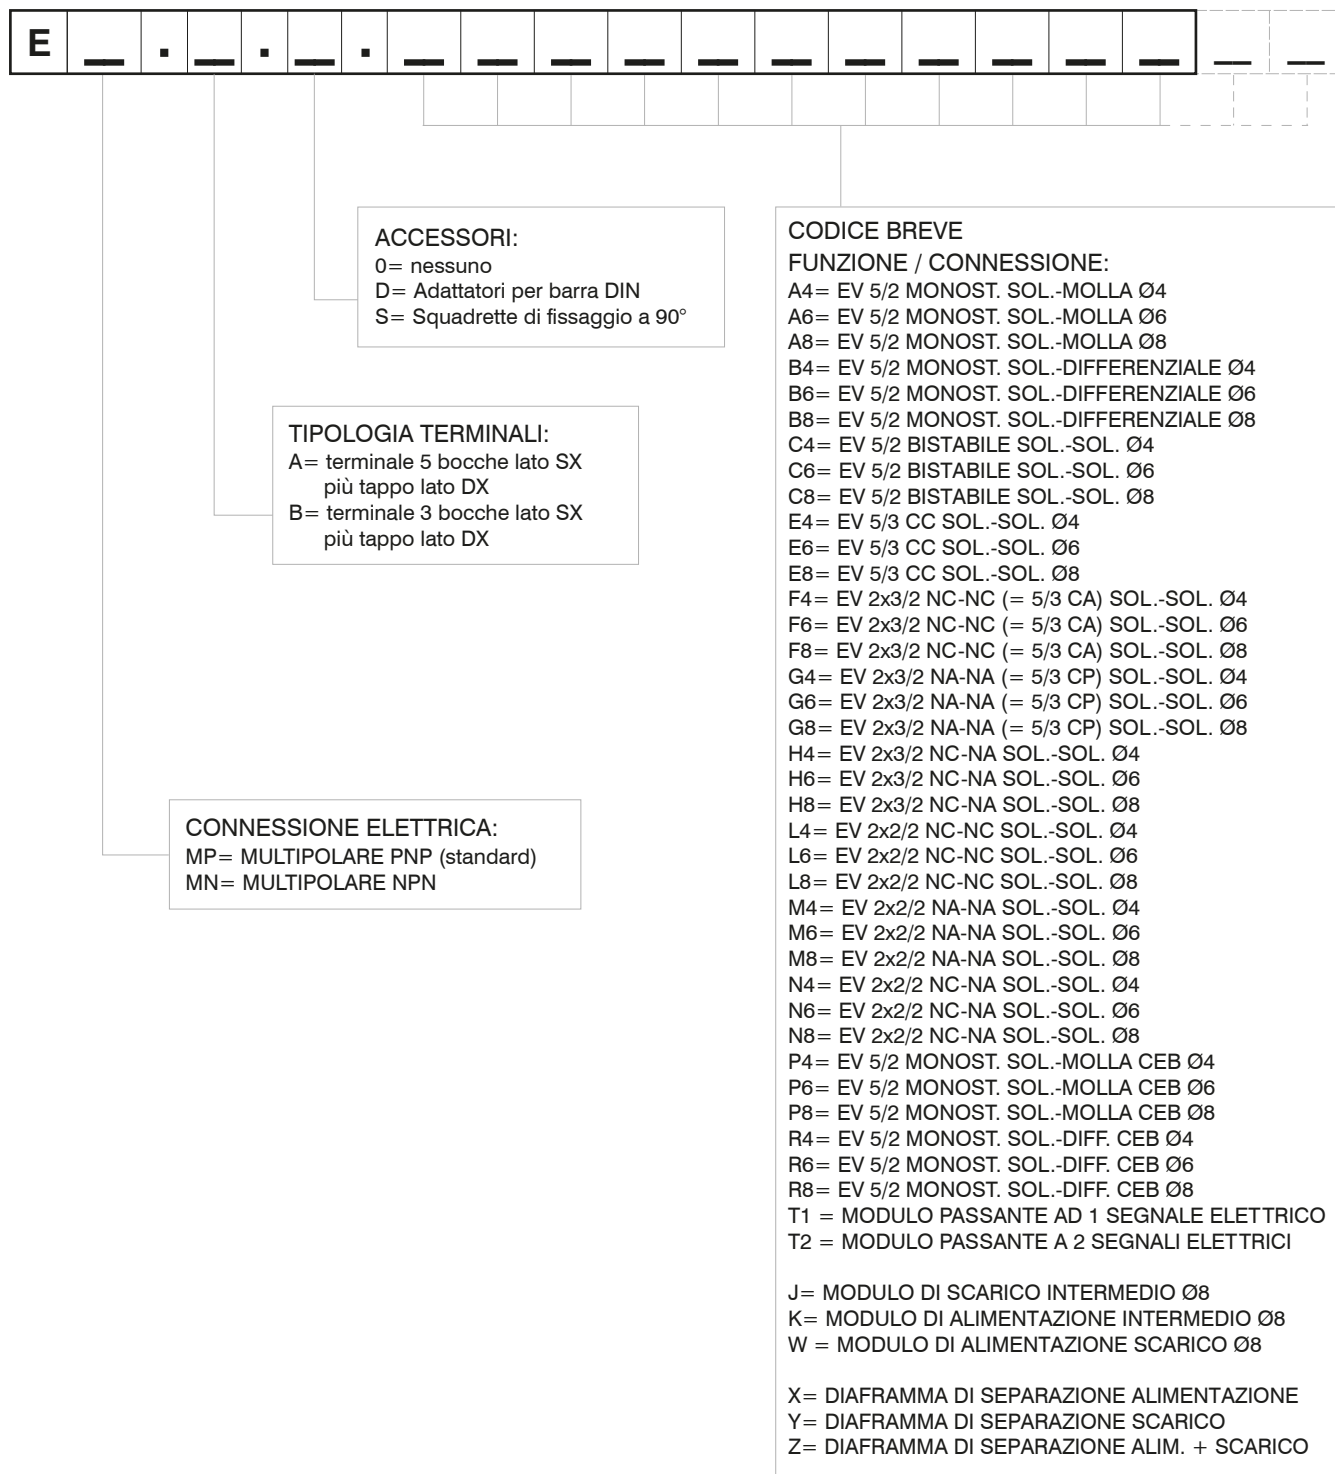 E__ . __ . __ . __ __ __ __ __ __ __ __ __ __ __ __ __
ACCESSORI:
0= nessuno
D= Adattatori per barra DIN
S= Squadrette di fissaggio a 90°
TIPOLOGIA TERMINALI:
A= terminale 5 bocche lato SX
più tappo lato DX
B= terminale 3 bocche lato SX
più tappo lato DX
CONNESSIONE ELETTRICA:
MP= MULTIPOLARE PNP (standard)
MN= MULTIPOLARE NPN
CODICE BREVE
FUNZIONE / CONNESSIONE:
A4= EV 5/2 MONOST. SOL.-MOLLA Ø4
A6= EV 5/2 MONOST. SOL.-MOLLA Ø6
A8= EV 5/2 MONOST. SOL.-MOLLA Ø8
B4= EV 5/2 MONOST. SOL.-DIFFERENZIALE Ø4
B6= EV 5/2 MONOST. SOL.-DIFFERENZIALE Ø6
B8= EV 5/2 MONOST. SOL.-DIFFERENZIALE Ø8
C4= EV 5/2 BISTABILE SOL.-SOL. Ø4
C6= EV 5/2 BISTABILE SOL.-SOL. Ø6
C8= EV 5/2 BISTABILE SOL.-SOL. Ø8
E4= EV 5/3 CC SOL.-SOL. Ø4
E6= EV 5/3 CC SOL.-SOL. Ø6
E8= EV 5/3 CC SOL.-SOL. Ø8
F4= EV 2x3/2 NC-NC (= 5/3 CA) SOL.-SOL. Ø4
F6= EV 2x3/2 NC-NC (= 5/3 CA) SOL.-SOL. Ø6
F8= EV 2x3/2 NC-NC (= 5/3 CA) SOL.-SOL. Ø8
G4= EV 2x3/2 NA-NA (= 5/3 CP) SOL.-SOL. Ø4
G6= EV 2x3/2 NA-NA (= 5/3 CP) SOL.-SOL. Ø6
G8= EV 2x3/2 NA-NA (= 5/3 CP) SOL.-SOL. Ø8
H4= EV 2x3/2 NC-NA SOL.-SOL. Ø4
H6= EV 2x3/2 NC-NA SOL.-SOL. Ø6
H8= EV 2x3/2 NC-NA SOL.-SOL. Ø8
L4= EV 2x2/2 NC-NC SOL.-SOL. Ø4
L6= EV 2x2/2 NC-NC SOL.-SOL. Ø6
L8= EV 2x2/2 NC-NC SOL.-SOL. Ø8
M4= EV 2x2/2 NA-NA SOL.-SOL. Ø4
M6= EV 2x2/2 NA-NA SOL.-SOL. Ø6
M8= EV 2x2/2 NA-NA SOL.-SOL. Ø8
N4= EV 2x2/2 NC-NA SOL.-SOL. Ø4
N6= EV 2x2/2 NC-NA SOL.-SOL. Ø6
N8= EV 2x2/2 NC-NA SOL.-SOL. Ø8
P4= EV 5/2 MONOST. SOL.-MOLLA CEB Ø4
P6= EV 5/2 MONOST. SOL.-MOLLA CEB Ø6
P8= EV 5/2 MONOST. SOL.-MOLLA CEB Ø8
R4= EV 5/2 MONOST. SOL.-DIFF. CEB Ø4
R6= EV 5/2 MONOST. SOL.-DIFF. CEB Ø6
R8= EV 5/2 MONOST. SOL.-DIFF. CEB Ø8
T1 = MODULO PASSANTE AD 1 SEGNALE ELETTRICO
T2 = MODULO PASSANTE A 2 SEGNALI ELETTRICI
J= MODULO DI SCARICO INTERMEDIO Ø8
K= MODULO DI ALIMENTAZIONE INTERMEDIO Ø8
W = MODULO DI ALIMENTAZIONE SCARICO Ø8
X= DIAFRAMMA DI SEPARAZIONE ALIMENTAZIONE
Y= DIAFRAMMA DI SEPARAZIONE SCARICO
Z= DIAFRAMMA DI SEPARAZIONE ALIM. + SCARICO